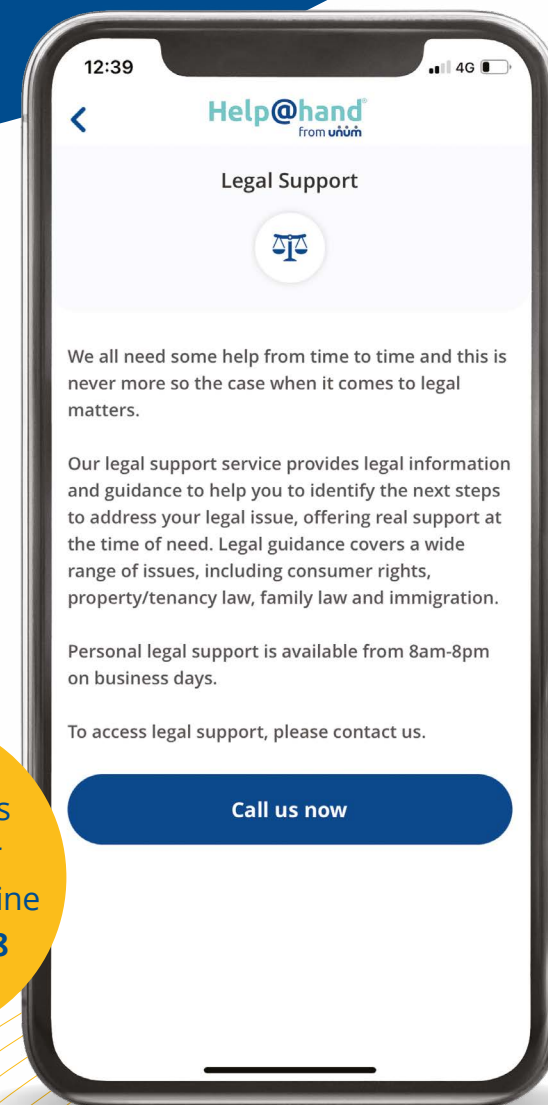 12:39
4G
Help@hand®
from unum
Legal Support
We all need some help from time to time and this is
never more so the case when it comes to legal
matters.
Our legal support service provides legal information
and guidance to help you to identify the next steps
to address your legal issue, offering real support at
the time of need. Legal guidance covers a wide
range of issues, including consumer rights,
property/tenancy law, family law and immigration.
Personal legal support is available from 8am-8pm
on business days.
To access legal support, please contact us.
Call us now